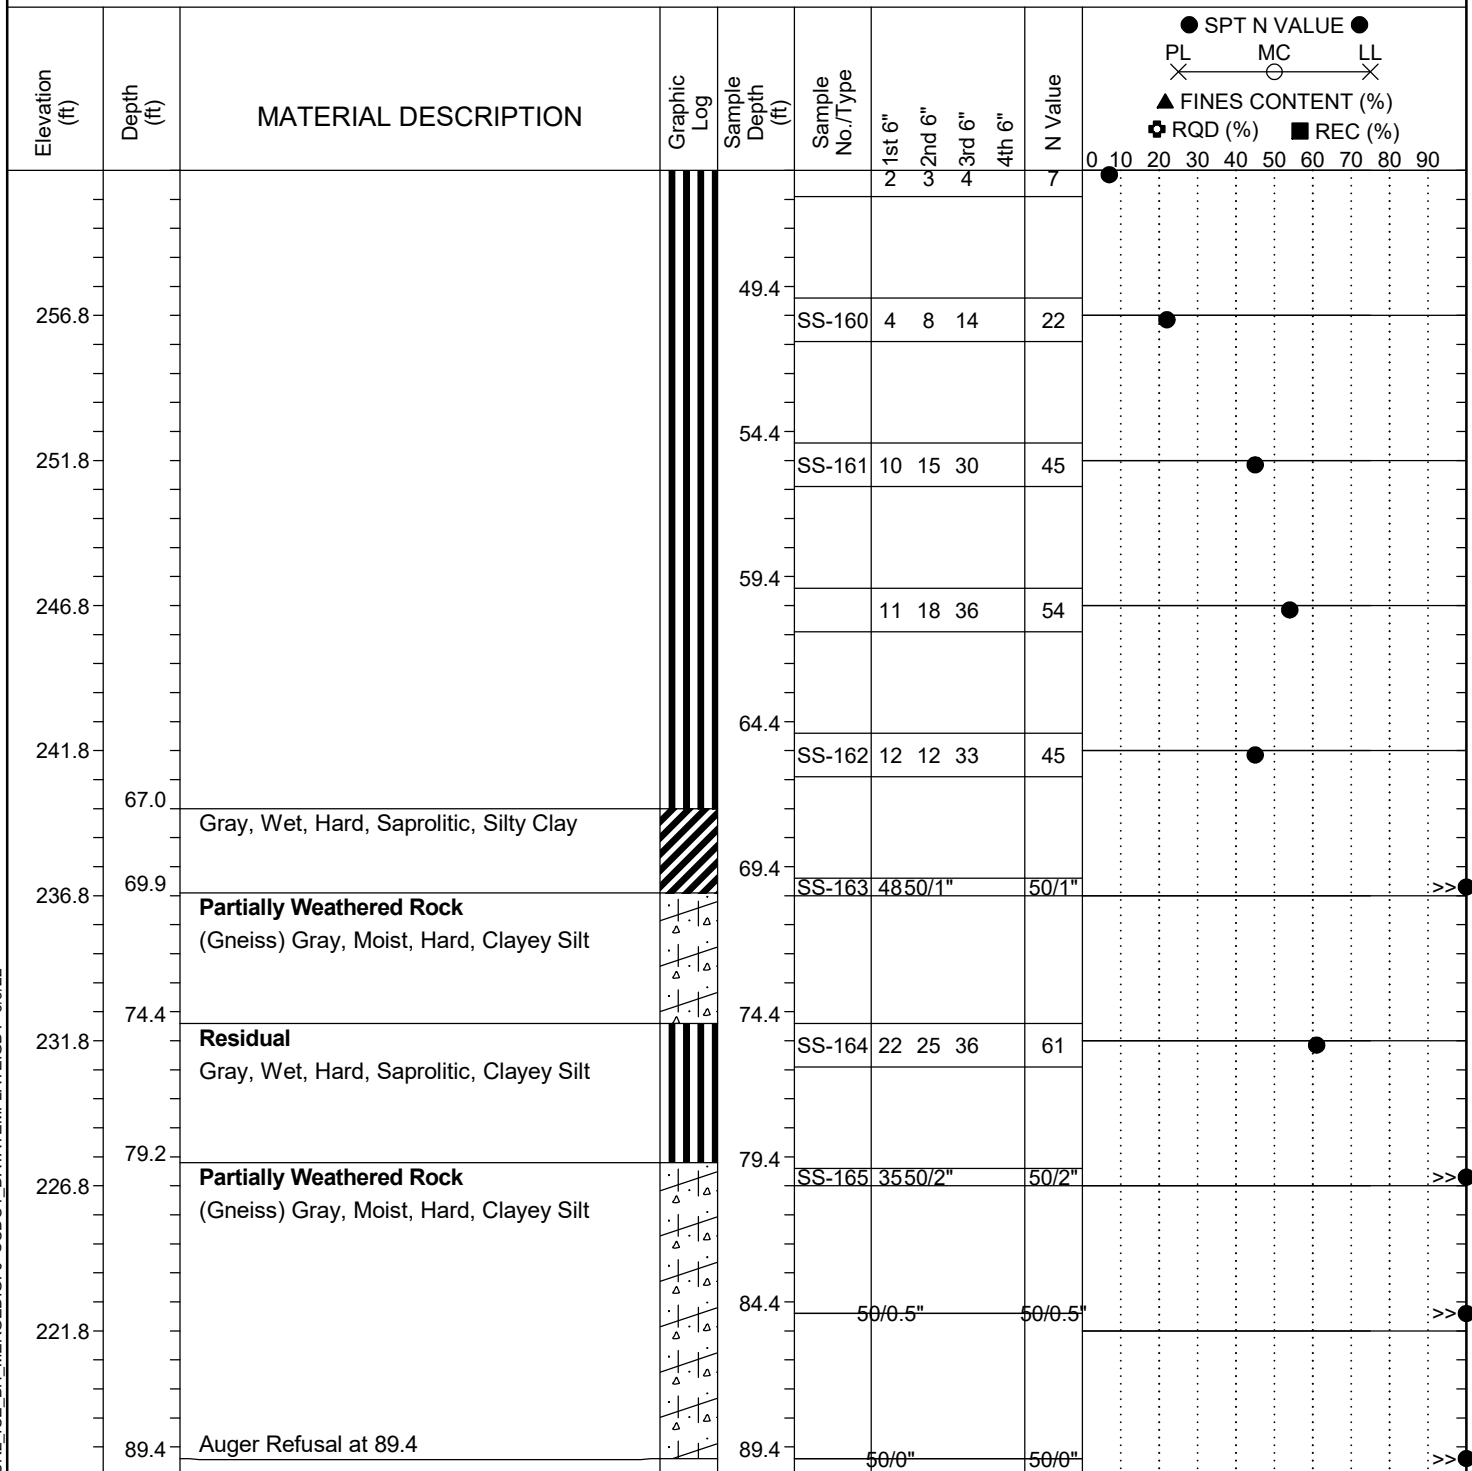 ● SPT N VALUE ●
PL MC LL
▲ FINES CONTENT (%)
RQD (%) ■ REC (%)
Elevation (ft)
Depth (ft)
MATERIAL DESCRIPTION
Graphic Log
Sample Depth (ft)
Sample No./Type
1st 6"
2nd 6"
3rd 6"
4th 6"
N Value
0 10 20 30 40 50 60 70 80 90
2 3 4 7
49.4
256.8 SS-160 4 8 14 22
54.4
251.8 SS-161 10 15 30 45
59.4
246.8 11 18 36 54
64.4
241.8 SS-162 12 12 33 45
67.0
Gray, Wet, Hard, Saprolitic, Silty Clay
69.4
69.9 SS-163 48 50/1" 50/1" >>
236.8
Partially Weathered Rock
(Gneiss) Gray, Moist, Hard, Clayey Silt
74.4 74.4
Residual
231.8 SS-164 22 25 36 61
Gray, Wet, Hard, Saprolitic, Clayey Silt
79.2 79.4
Partially Weathered Rock SS-165 35 50/2" 50/2" >>
226.8
(Gneiss) Gray, Moist, Hard, Clayey Silt
84.4
50/0.5" 50/0.5" >>
221.8
89.4 Auger Refusal at 89.4 89.4
50/0" 50/0" >>